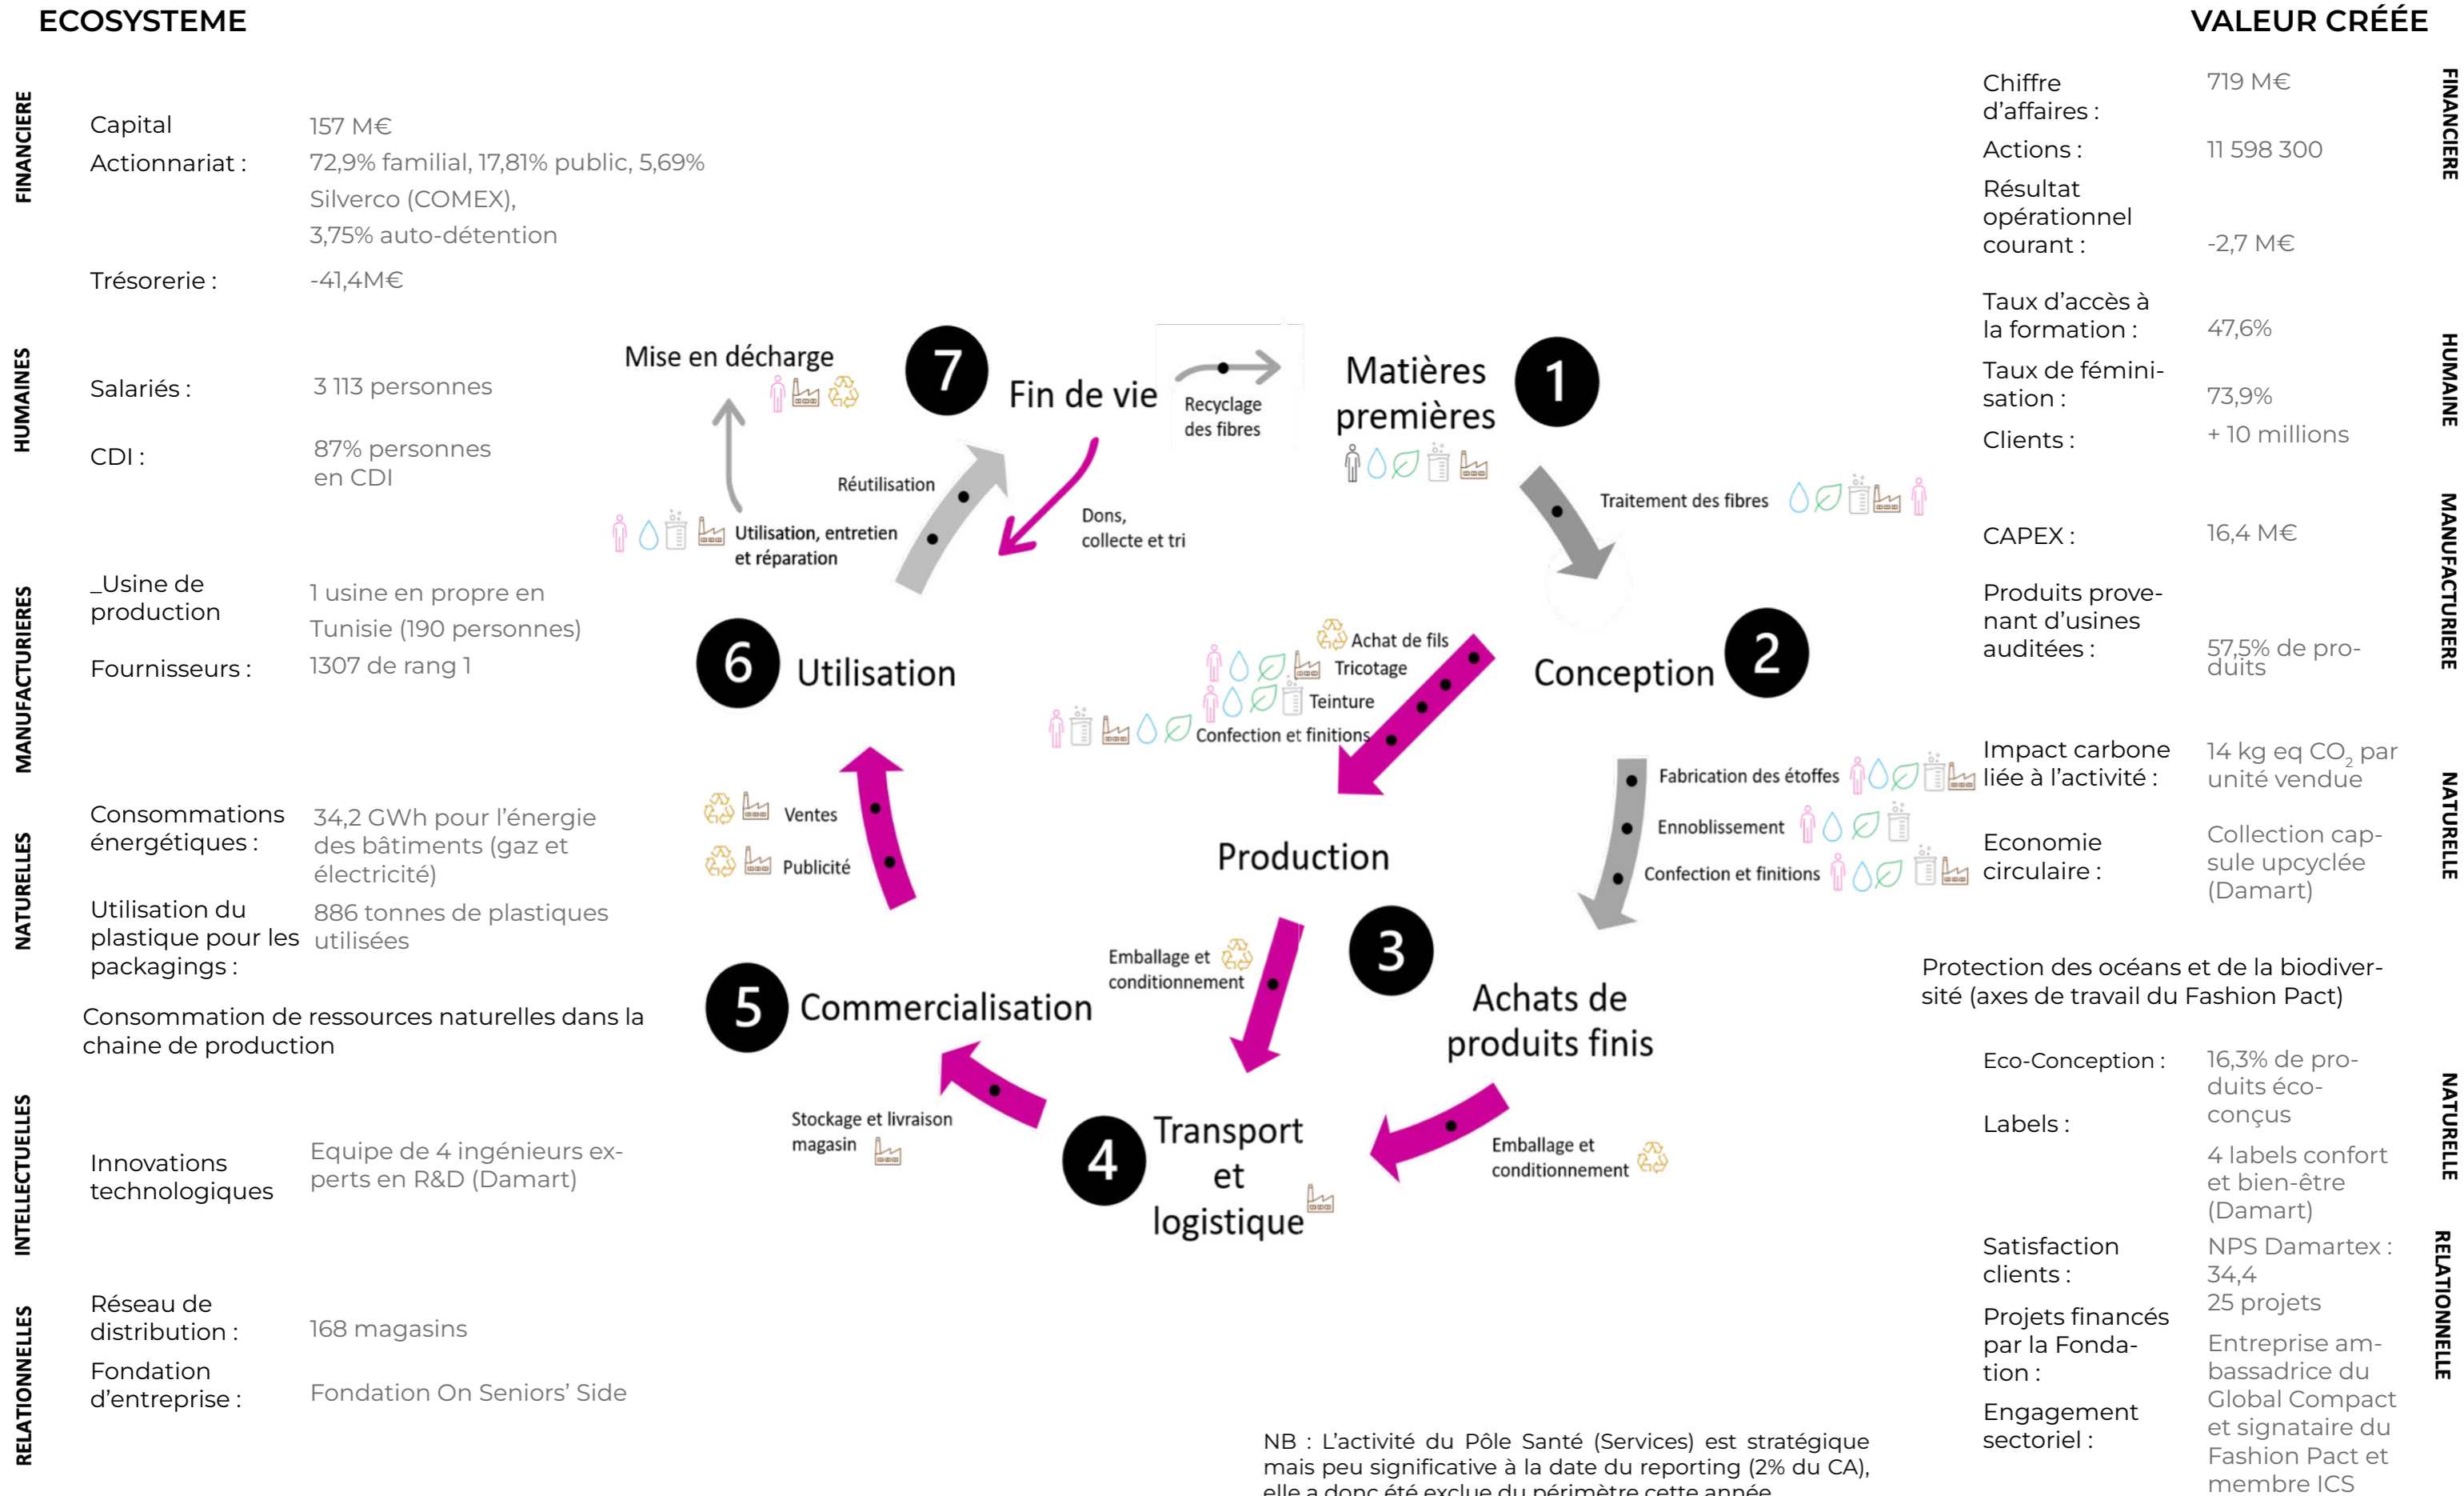 ECOSYSTEME
FINANCIERE
Capital
157 M€
Actionnariat :
72,9% familial, 17,81% public, 5,69%
Silverco (COMEX),
3,75% auto-détention
Trésorerie :
-41,4M€
HUMAINES
Salariés :
3 113 personnes
CDI :
87% personnes
en CDI
MANUFACTURIERES
_Usine de
production
1 usine en propre en
Tunisie (190 personnes)
Fournisseurs :
1307 de rang 1
NATURELLES
Consommations
énergétiques :
34,2 GWh pour l'énergie
des bâtiments (gaz et
électricité)
Utilisation du
plastique pour les
packagings :
886 tonnes de plastiques
utilisées
Consommation de ressources naturelles dans la
chaine de production
INTELLECTUELLES
Innovations
technologiques
Equipe de 4 ingénieurs ex-
perts en R&D (Damart)
RELATIONNELLES
Réseau de
distribution :
168 magasins
Fondation
d'entreprise :
Fondation On Seniors' Side
1
Matières
premières
Traitement des fibres
2
Conception
Achat de fils
Tricotage
Teinture
Confection et finitions
Fabrication des étoffes
Ennoblissement
Confection et finitions
Production
3
Achats de
produits finis
Emballage et
conditionnement
Emballage et
conditionnement
4
Transport
et
logistique
Stockage et livraison
magasin
5
Commercialisation
Publicité
Ventes
6
Utilisation
Utilisation, entretien
et réparation
Réutilisation
Mise en décharge
7
Fin de vie
Dons,
collecte et tri
Recyclage
des fibres
NB : L'activité du Pôle Santé (Services) est stratégique
mais peu significative à la date du reporting (2% du CA),
elle a donc été exclue du périmètre cette année
VALEUR CRÉÉE
FINANCIERE
Chiffre
d'affaires :
719 M€
Actions :
11 598 300
Résultat
opérationnel
courant :
-2,7 M€
HUMAINE
Taux d'accès à
la formation :
47,6%
Taux de fémini-
sation :
73,9%
Clients :
+ 10 millions
MANUFACTURIERE
CAPEX :
16,4 M€
Produits prove-
nant d'usines
auditées :
57,5% de pro-
duits
NATURELLE
Impact carbone
liée à l'activité :
14 kg eq CO2 par
unité vendue
Economie
circulaire :
Collection cap-
sule upcyclée
(Damart)
Protection des océans et de la biodiver-
sité (axes de travail du Fashion Pact)
NATURELLE
Eco-Conception :
16,3% de pro-
duits éco-
conçus
Labels :
4 labels confort
et bien-être
(Damart)
RELATIONNELLE
Satisfaction
clients :
NPS Damartex :
34,4
Projets financés
par la Fonda-
tion :
25 projets
Engagement
sectoriel :
Entreprise am-
bassadrice du
Global Compact
et signataire du
Fashion Pact et
membre ICS